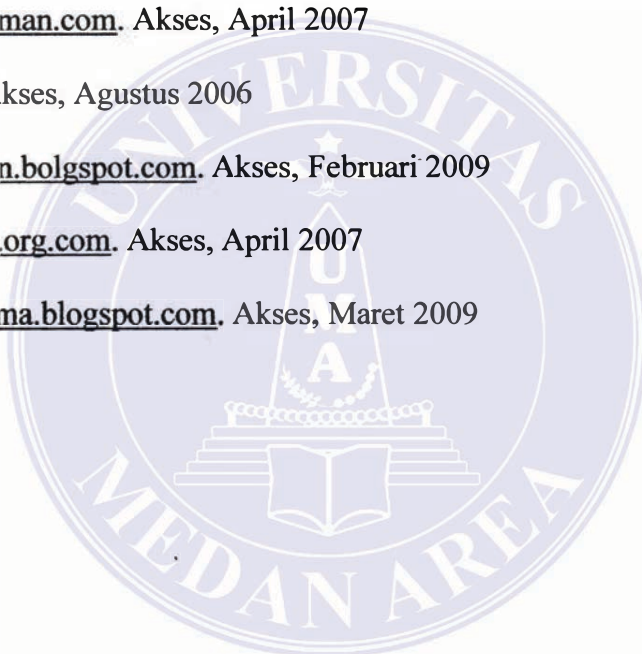 man.com. Akses, April 2007
kses, Agustus 2006
n.bolgspot.com. Akses, Februari 2009
.org.com. Akses, April 2007
ma.blogspot.com. Akses, Maret 2009
UNIVERSITAS
UMA
MEDAN AREA